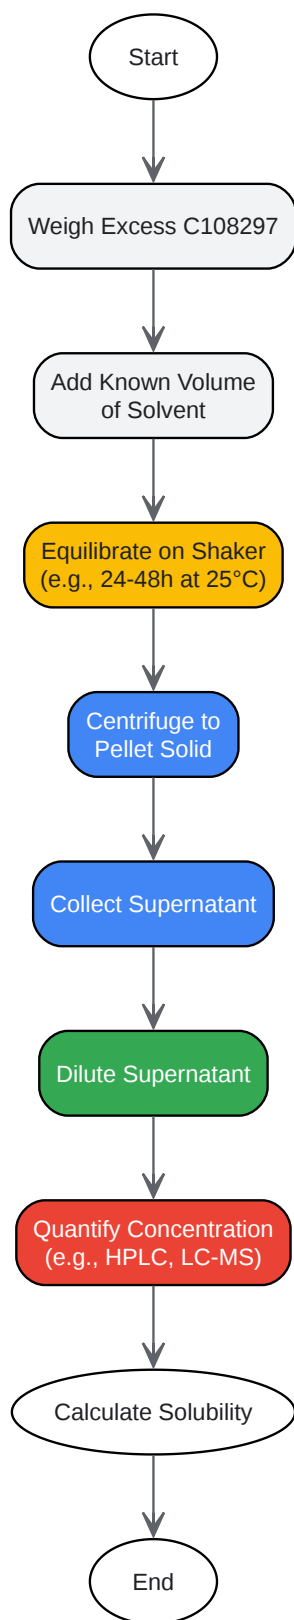 Start
Weigh Excess C108297
Add Known Volume
of Solvent
Equilibrate on Shaker
(e.g., 24-48h at 25°C)
Centrifuge to
Pellet Solid
Collect Supernatant
Dilute Supernatant
Quantify Concentration
(e.g., HPLC, LC-MS)
Calculate Solubility
End